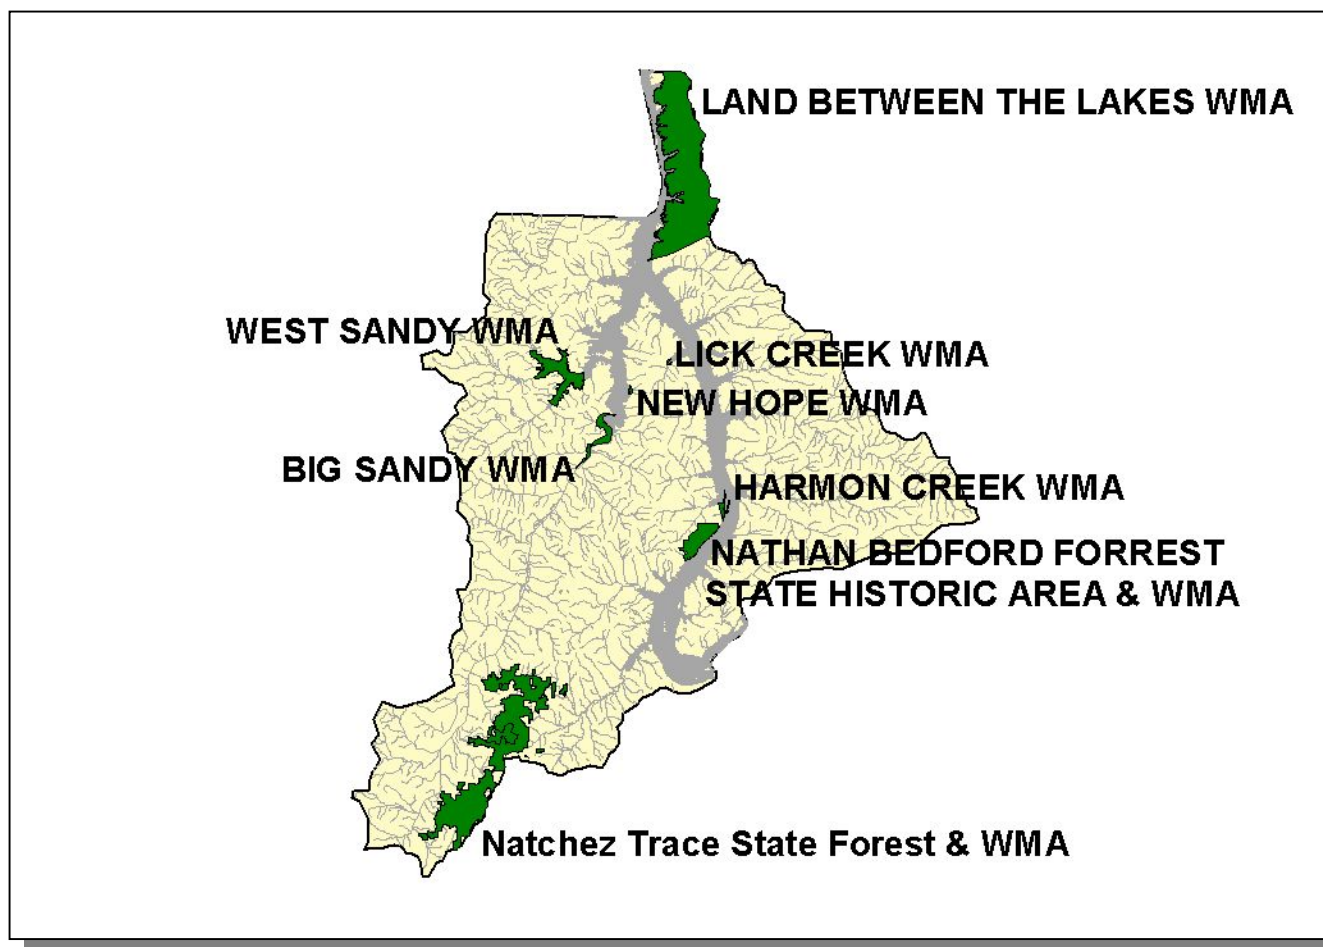 LAND BETWEEN THE LAKES WMA
WEST SANDY WMA
LICK CREEK WMA
NEW HOPE WMA
BIG SANDY WMA
HARMON CREEK WMA
NATHAN BEDFORD FORREST
STATE HISTORIC AREA & WMA
Natchez Trace State Forest & WMA